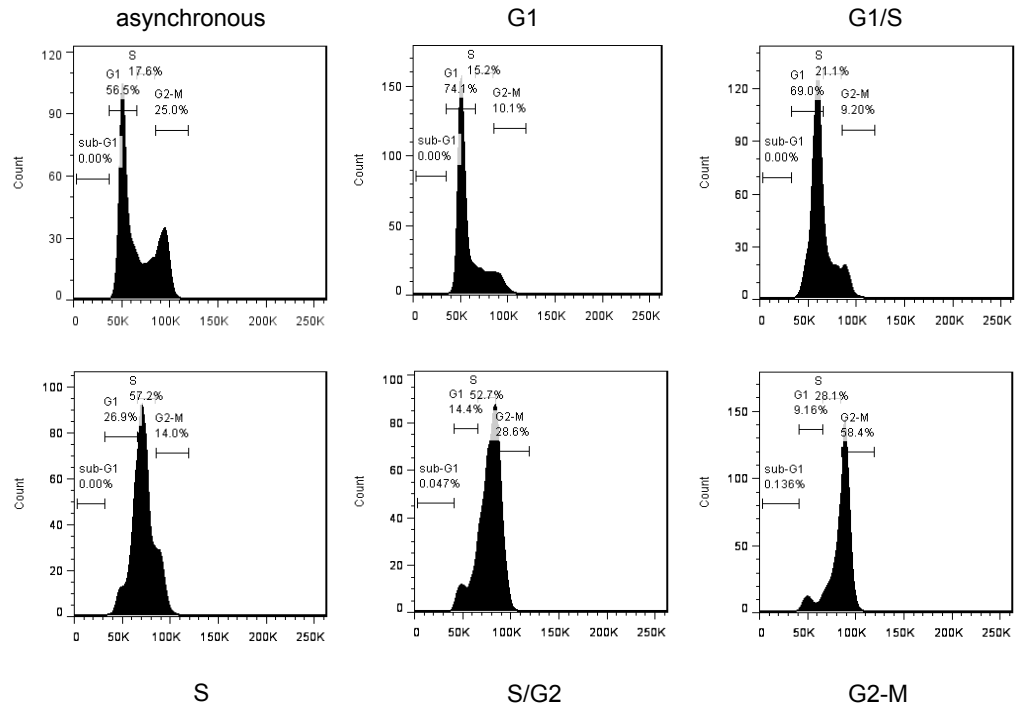 asynchronous
G1
G1/S
120
90
60
30
0
Count
S
17.6%
G1
56.5%
G2-M
25.0%
sub-G1
0.00%
0 50K 100K 150K 200K 250K
150
100
50
0
Count
S
15.2%
G1
74.1%
G2-M
10.1%
sub-G1
0.00%
0 50K 100K 150K 200K 250K
120
90
60
30
0
Count
S
21.1%
G1
69.0%
G2-M
9.20%
sub-G1
0.00%
0 50K 100K 150K 200K 250K
100
80
60
40
20
0
Count
S
57.2%
G1
26.9%
G2-M
14.0%
sub-G1
0.00%
0 50K 100K 150K 200K 250K
100
80
60
40
20
0
Count
S
52.7%
G1
14.4%
G2-M
28.6%
sub-G1
0.047%
0 50K 100K 150K 200K 250K
150
100
50
0
Count
S
28.1%
G1
9.16%
G2-M
58.4%
sub-G1
0.136%
0 50K 100K 150K 200K 250K
S
S/G2
G2-M